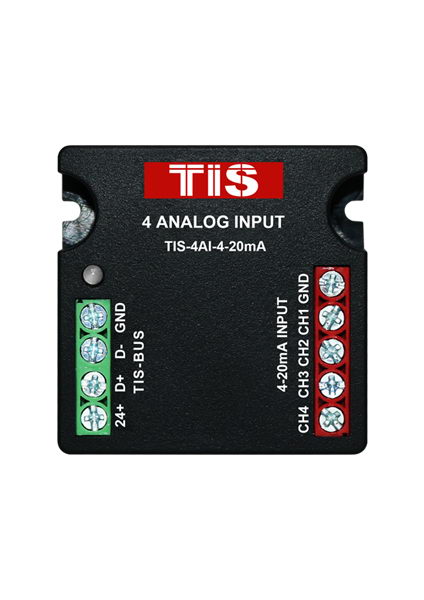 TIS
4 ANALOG INPUT
TIS-4AI-4-20mA
GND
D-
D+
24+
TIS-BUS
4-20mA INPUT
GND
CH1
CH2
CH3
CH4